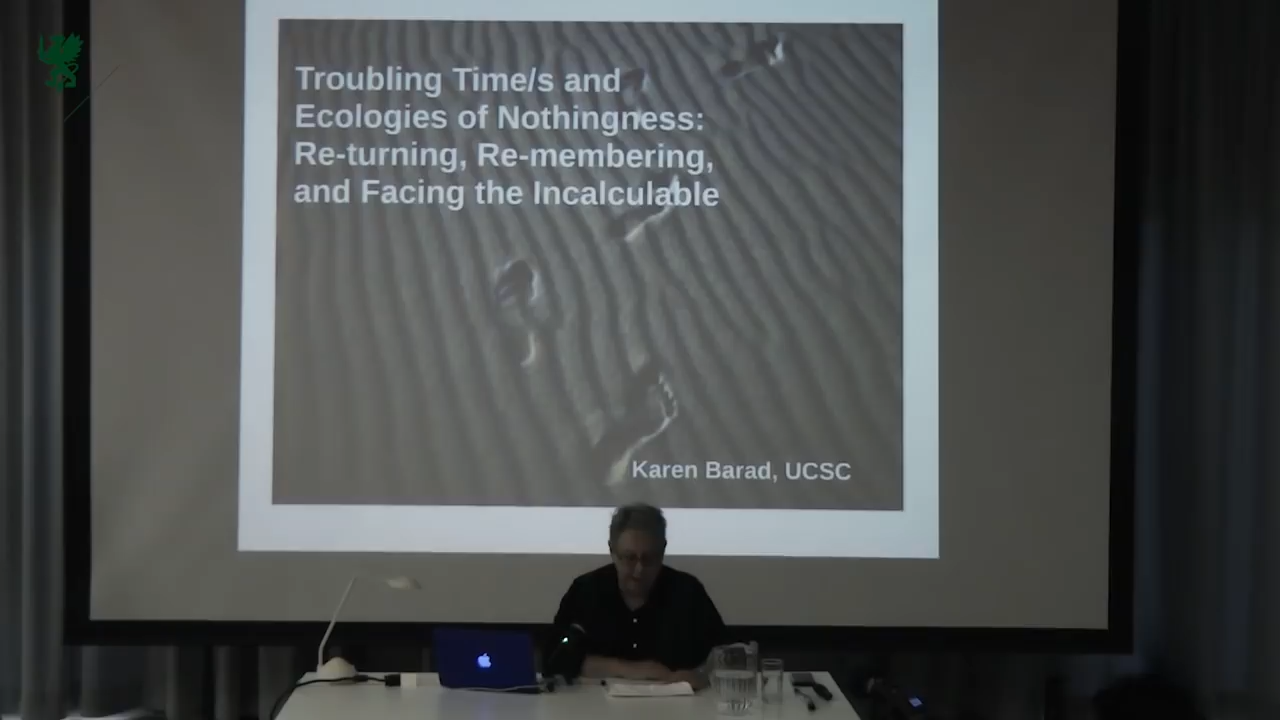 Troubling Time/s and
Ecologies of Nothingness:
Re-turning, Re-membering,
and Facing the Incalculable
Karen Barad, UCSC